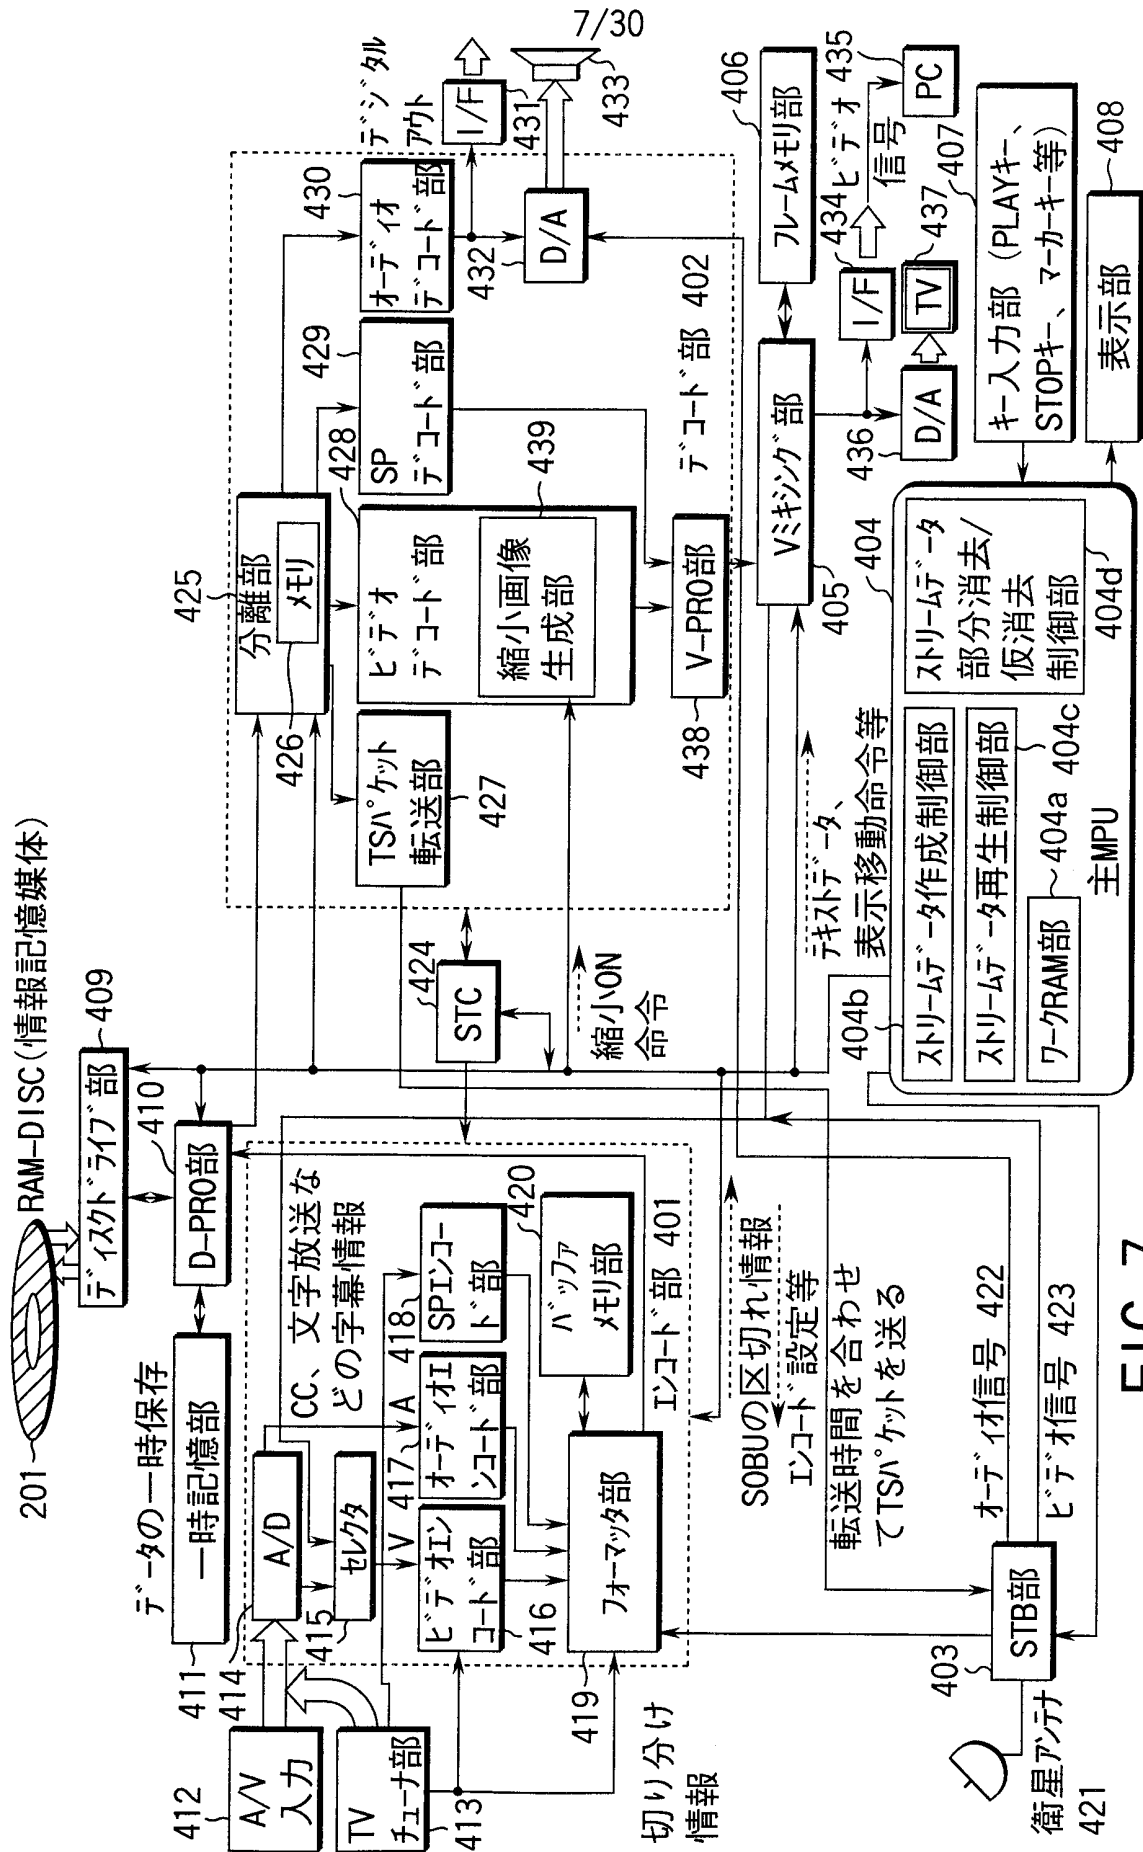 7/30
201
RAM-DISC(情報記憶媒体)
データの一時保存
411
一時記憶部
409
ディスクドライブ部
410
D-PRO部
412
A/V
入力
TV
チューナ部
413
414
A/D
415
セレクタ
CC、文字放送な
どの字幕情報
V
A
416
ビデオエン
コード部
417
オーディオエ
ンコード部
418
SPエンコー
ド部
419
フォーマッタ部
420
バッファ
メモリ部
エンコード部 401
切り分け
情報
424
STC
縮小ON
命令
SOBUの区切れ情報
エンコード設定等
転送時間を合わせ
てTSパケットを送る
オーディオ信号 422
ビデオ信号 423
403
STB部
衛星アンテナ
421
425
分離部
メモリ
426
TSパケット
転送部
427
ビデオ
デコード部
428
縮小画像
生成部
439
SP
デコード部
429
オーディオ
デコード部
430
デジタル
アウト
I/F
431
432
D/A
433
V-PRO部
438
デコード部 402
Vミキシング部
405
フレームメモリ部
406
I/F
434
ビデオ
信号
435
PC
436
D/A
TV
437
テキストデータ、
表示移動命令等
キー入力部 (PLAYキー、
STOPキー、マーカーキー等)
407
表示部
408
404
404b
ストリームデータ作成制御部
ストリームデータ再生制御部
404c
ワークRAM部
404a
ストリームデータ
部分消去/
仮消去
制御部
404d
主MPU
FIG. 7